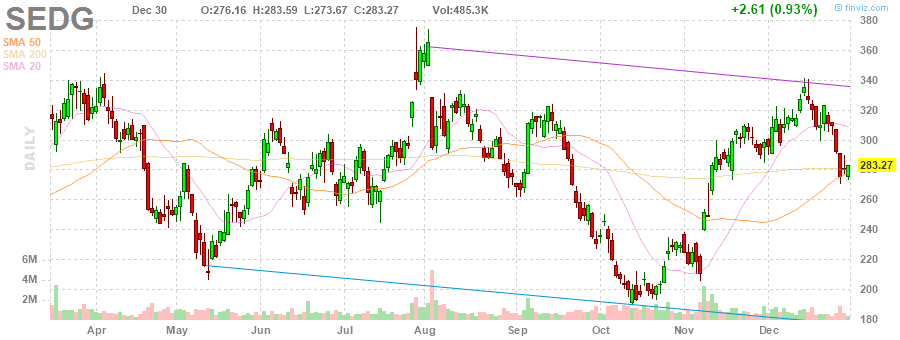 SEDG Dec 30 O:276.16 H:283.59 L:273.67 C:283.27 Vol:485.3K +2.61 (0.93%) © finviz.com
SMA 50
SMA 200
SMA 20
DAILY
380
360
340
320
300
283.27
280
260
240
220
200
180
6M
4M
2M
Apr May Jun Jul Aug Sep Oct Nov Dec